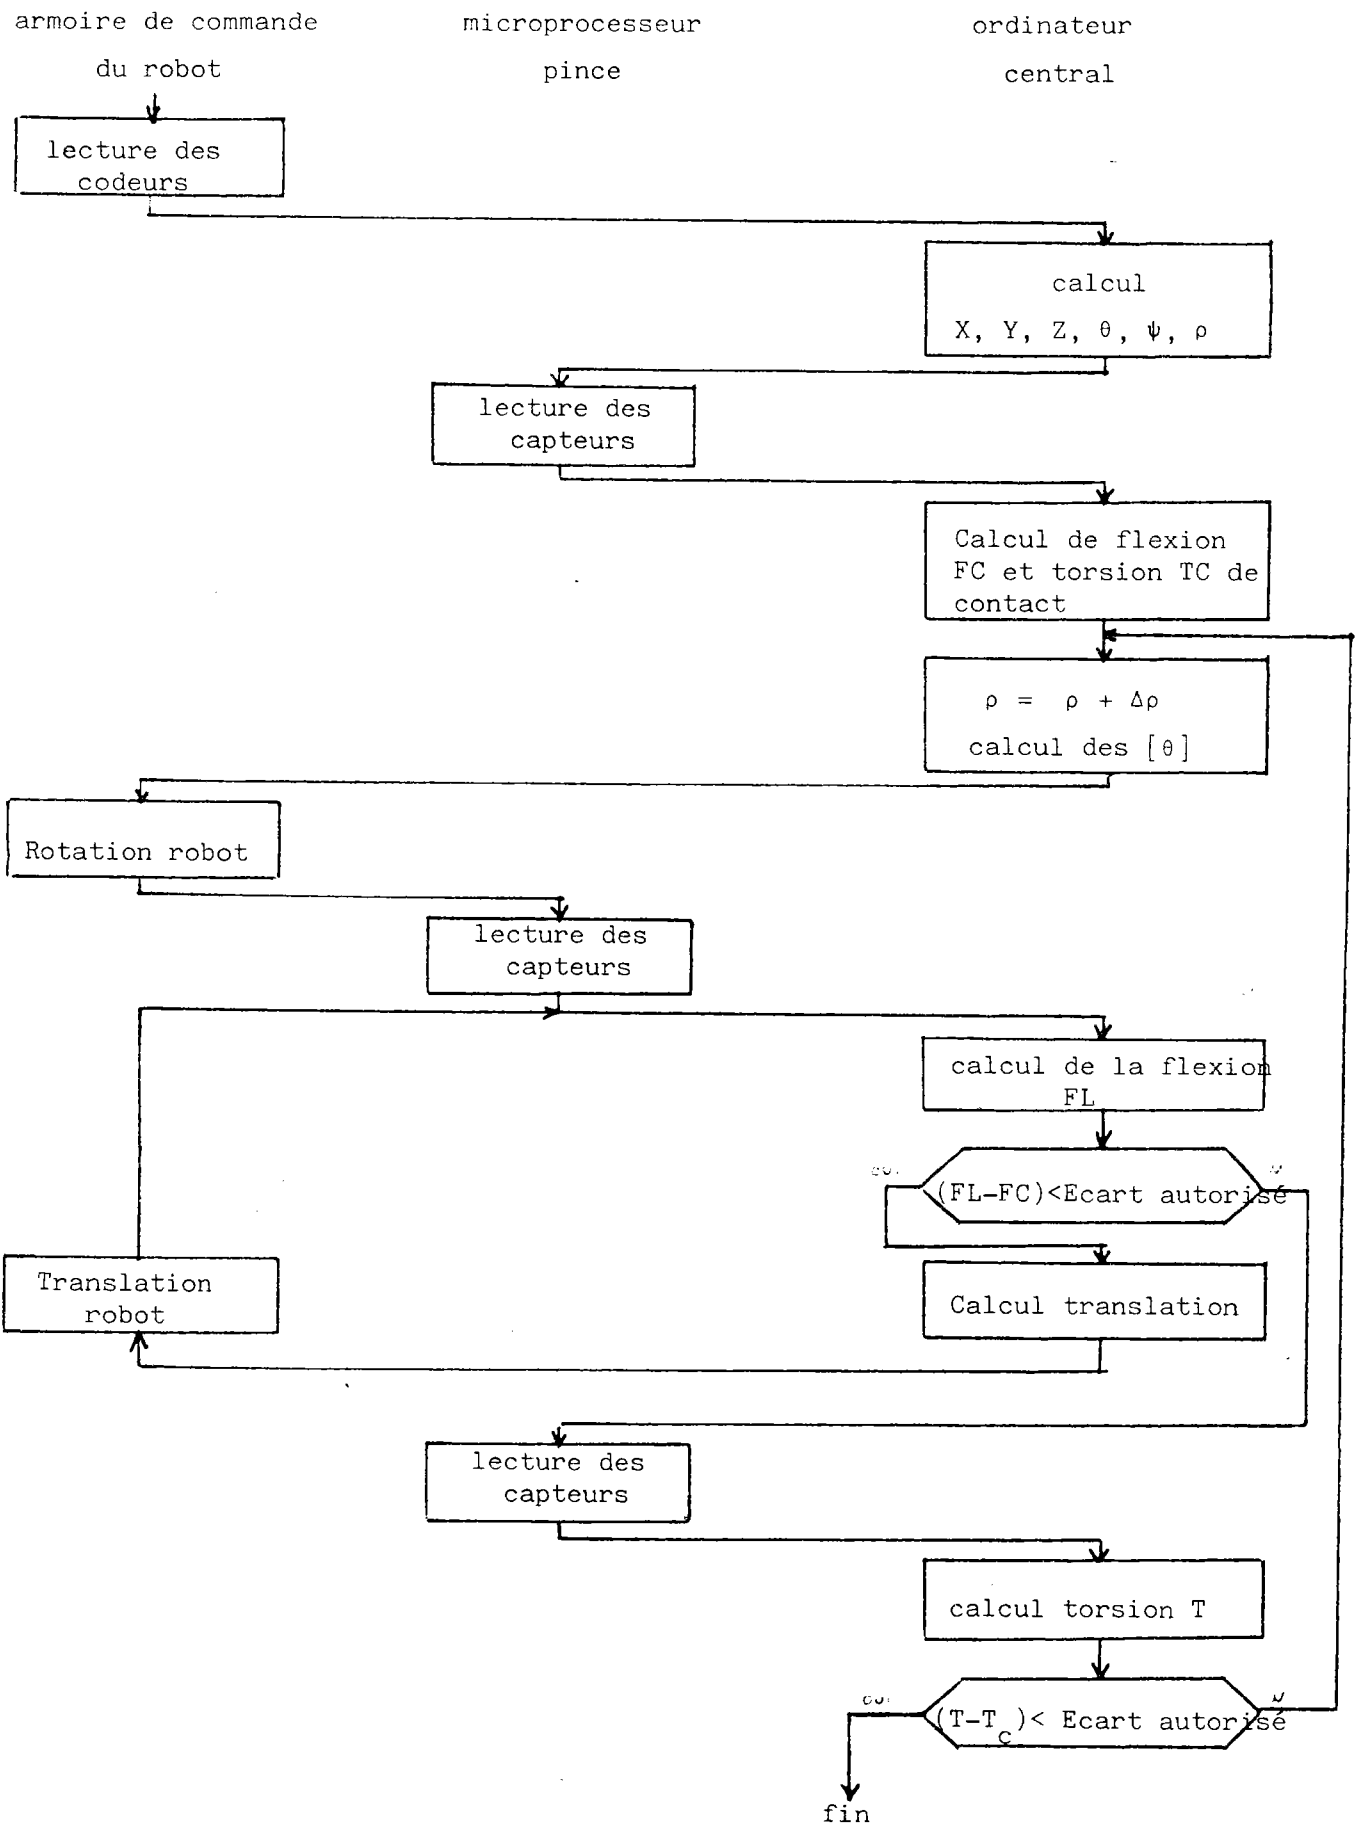 armoire de commande
du robot
microprocesseur
pince
ordinateur
central
lecture des
codeurs
calcul
X, Y, Z, θ, ψ, ρ
lecture des
capteurs
Calcul de flexion
FC et torsion TC de
contact
ρ = ρ + Δρ
calcul des [θ]
Rotation robot
lecture des
capteurs
calcul de la flexion
FL
oui
N
(FL-FC)<Ecart autorisé
Translation
robot
Calcul translation
lecture des
capteurs
calcul torsion T
oui
N
(T-Tc)< Ecart autorisé
fin